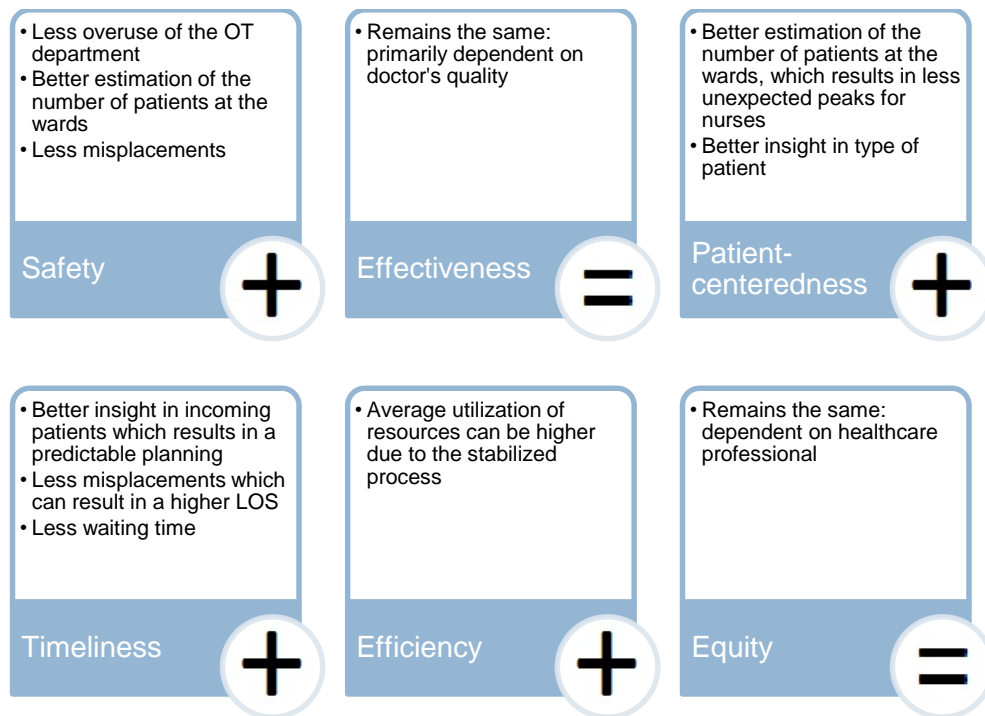 • Less overuse of the OT
department
• Better estimation of the
number of patients at the
wards
• Less misplacements
Safety
+
• Remains the same:
primarily dependent on
doctor's quality
Effectiveness
=
• Better estimation of the
number of patients at the
wards, which results in less
unexpected peaks for
nurses
• Better insight in type of
patient
Patient-
centeredness
+
• Better insight in incoming
patients which results in a
predictable planning
• Less misplacements which
can result in a higher LOS
• Less waiting time
Timeliness
+
• Average utilization of
resources can be higher
due to the stabilized
process
Efficiency
+
• Remains the same:
dependent on healthcare
professional
Equity
=